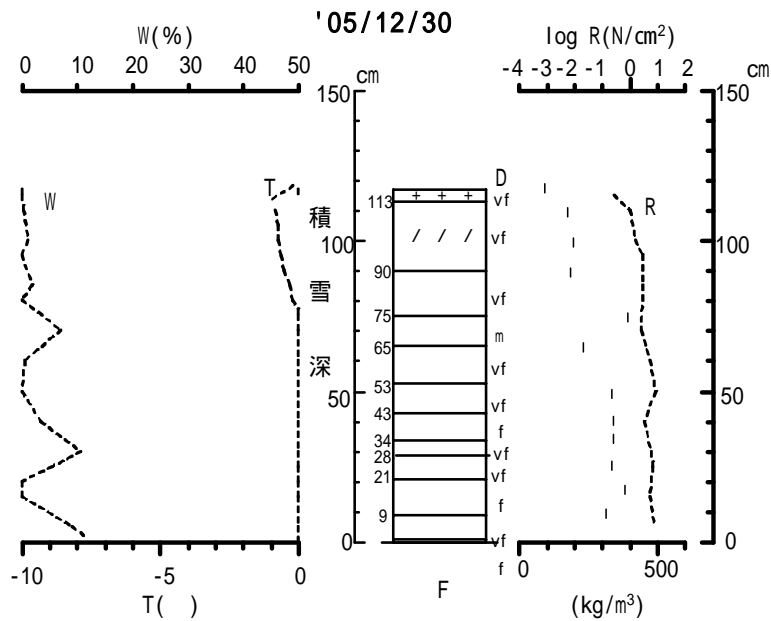 '05/12/30
W(%)
log R(N/cm²)
0 10 20 30 40 50
cm
-4 -3 -2 -1 0 1 2
cm
150
150
W
T
D
R
113
+ + +
vf
積
/ / /
vf
100
100
90
雪
vf
75
m
65
深
vf
53
50
50
vf
43
f
34
28
vf
21
vf
f
9
0
vf
0
f
-10 -5 0
F
0 500
T( )
(kg/m³)